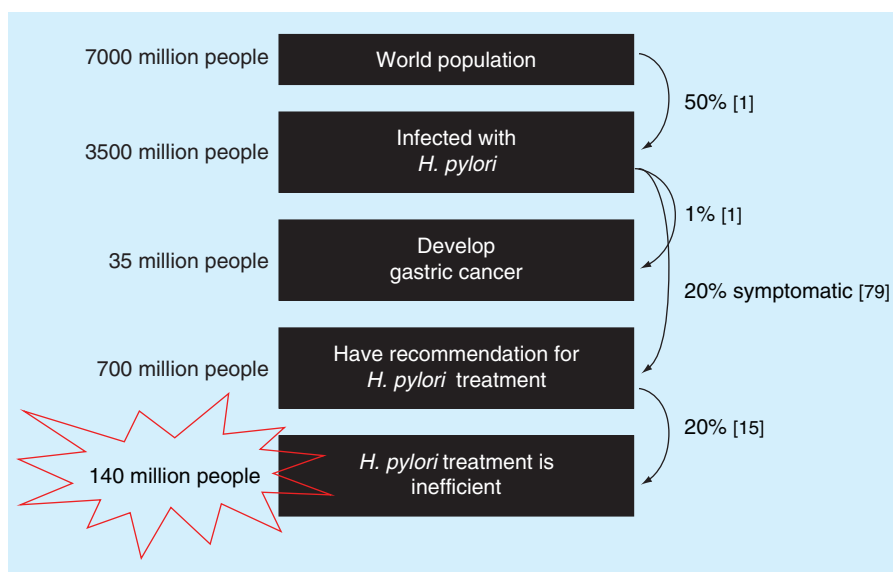 7000 million people
World population
50% [1]
3500 million people
Infected with
H. pylori
1% [1]
35 million people
Develop
gastric cancer
20% symptomatic [79]
700 million people
Have recommendation for
H. pylori treatment
20% [15]
140 million people
H. pylori treatment is
inefficient